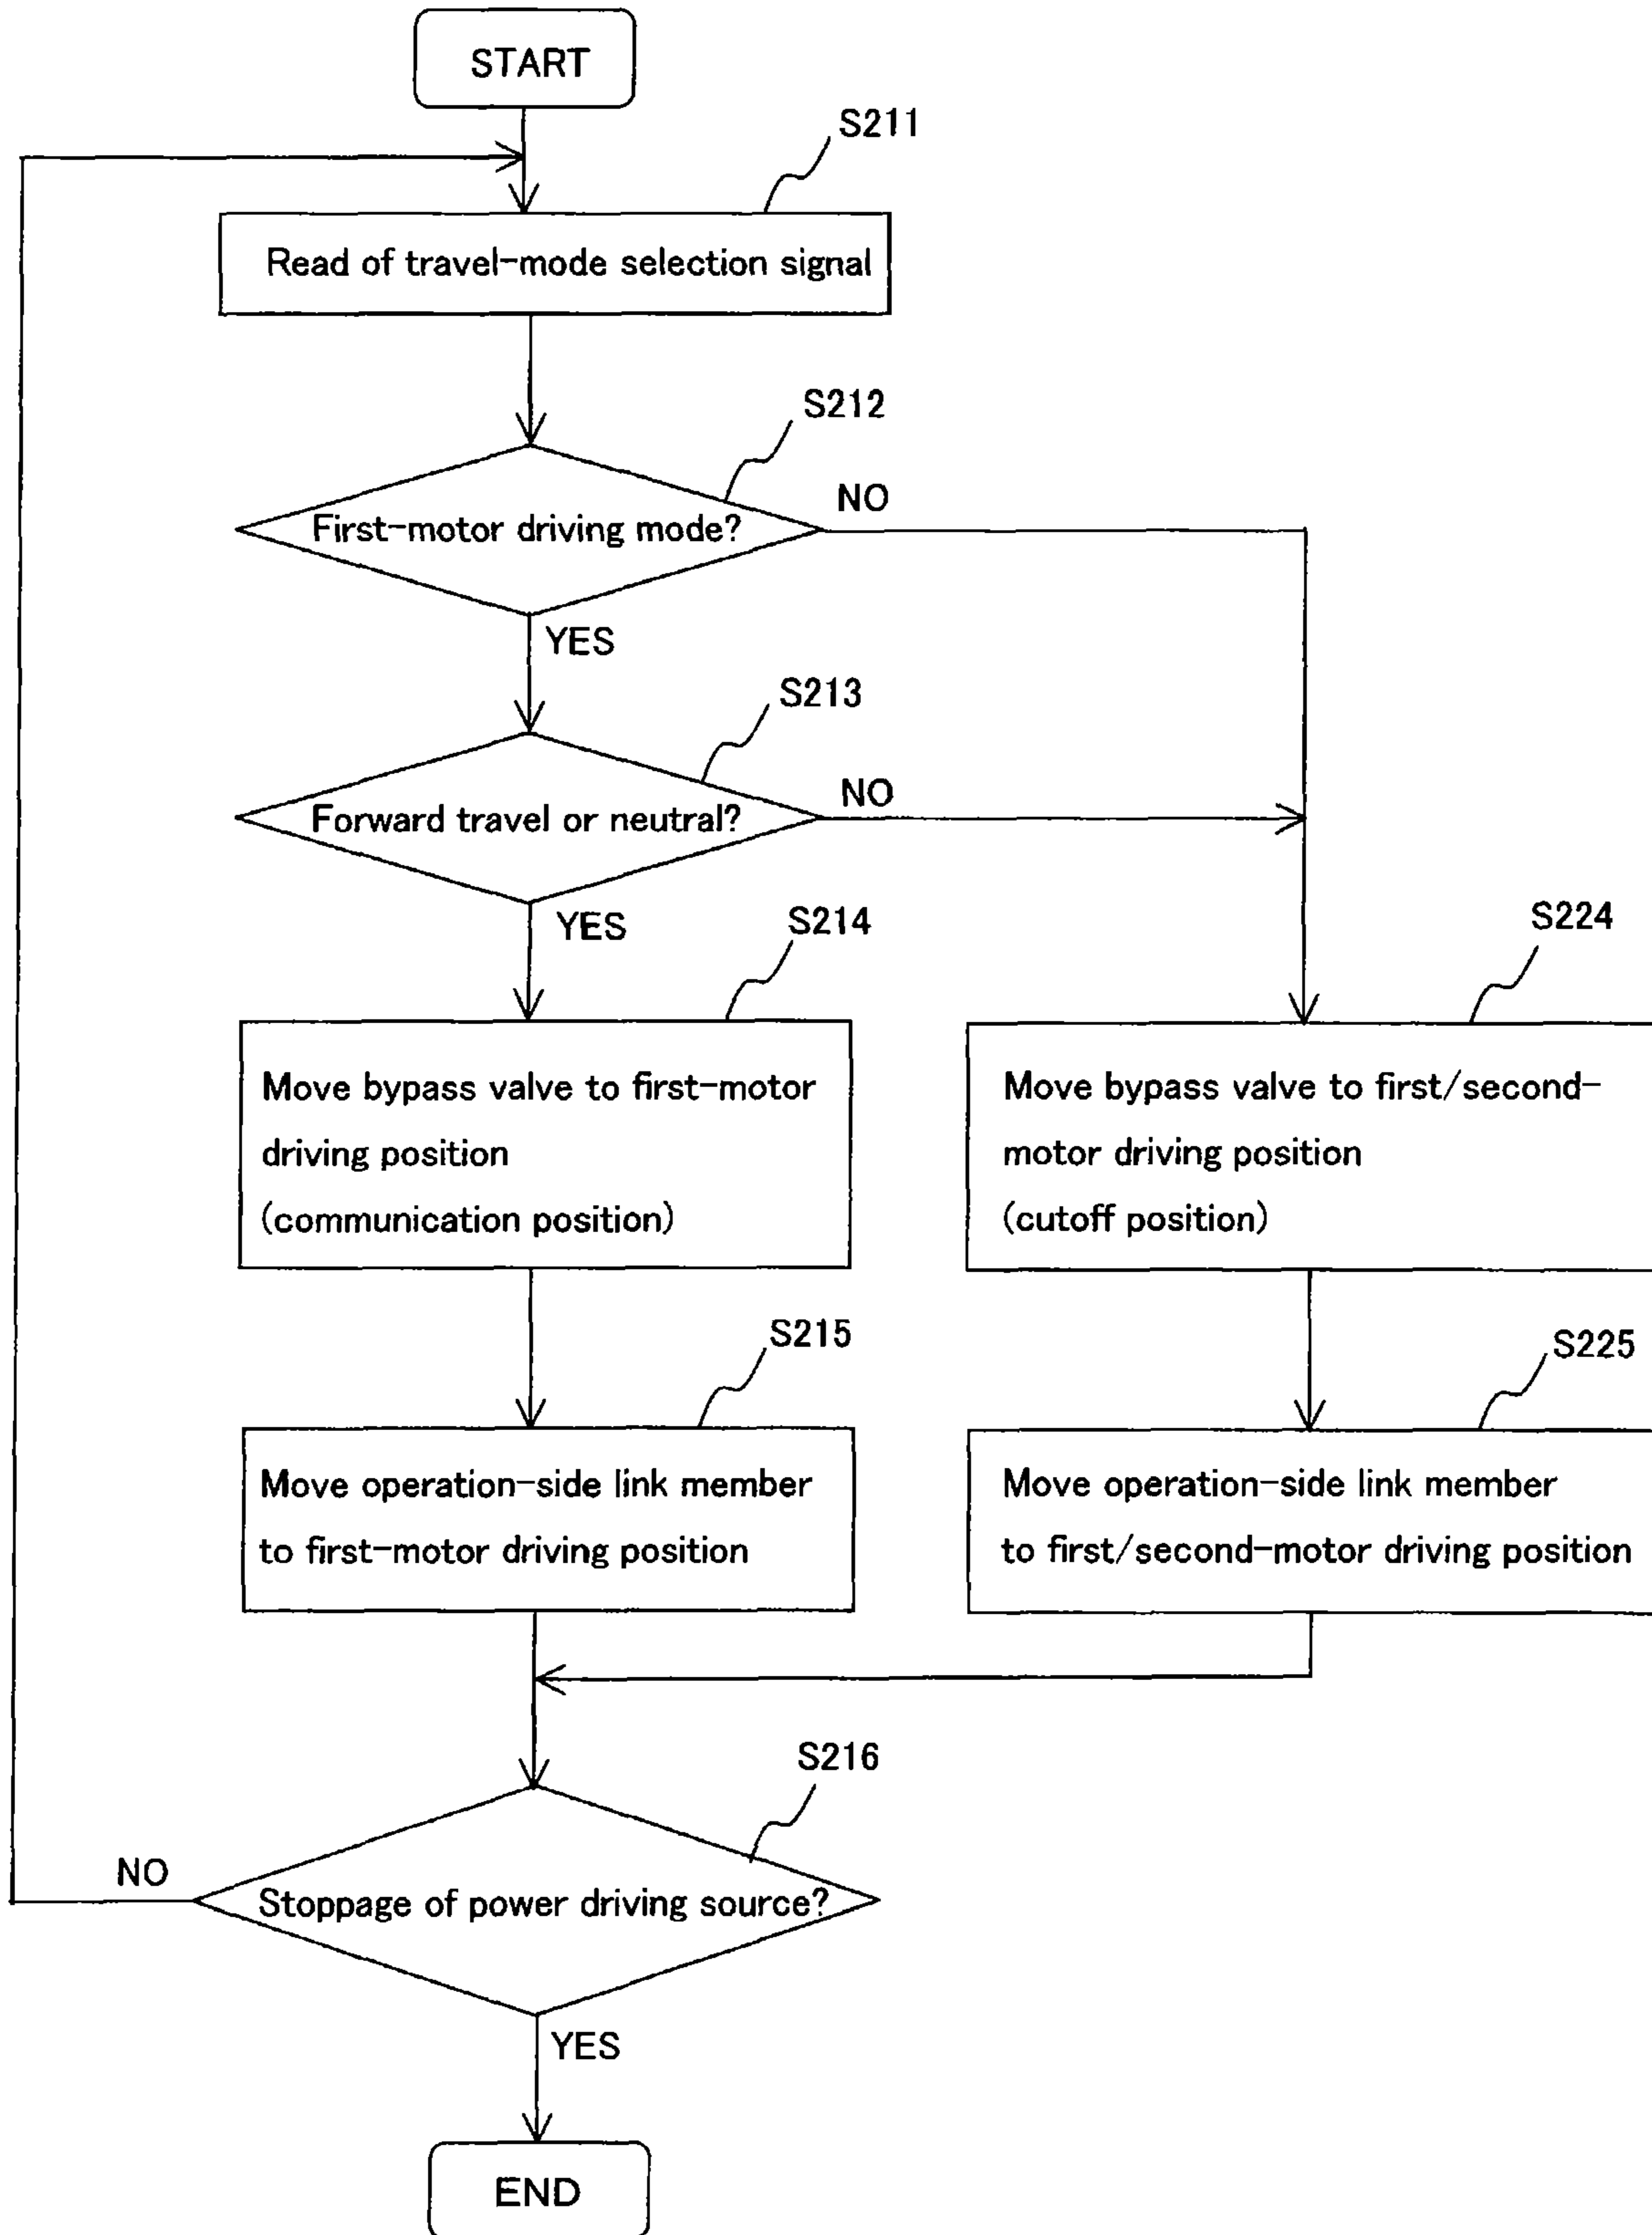 START
S211
Read of travel-mode selection signal
S212
First-motor driving mode?
NO
YES
S213
Forward travel or neutral?
NO
YES
S214
Move bypass valve to first-motor
driving position
(communication position)
S224
Move bypass valve to first/second-
motor driving position
(cutoff position)
S215
Move operation-side link member
to first-motor driving position
S225
Move operation-side link member
to first/second-motor driving position
S216
Stoppage of power driving source?
NO
YES
END